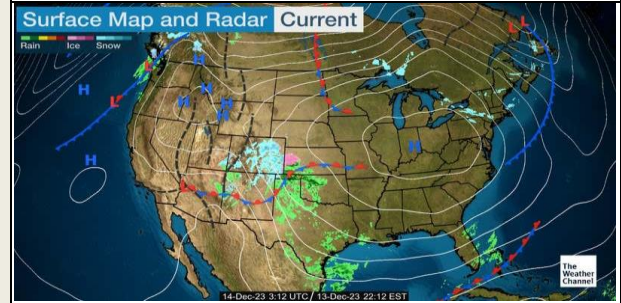 Surface Map and Radar Current
Rain Ice Snow
L L
H
H
L
H
H H
H
H
H
L
The
Weather
Channel
14-Dec-23 3:12 UTC / 13-Dec-23 22:12 EST